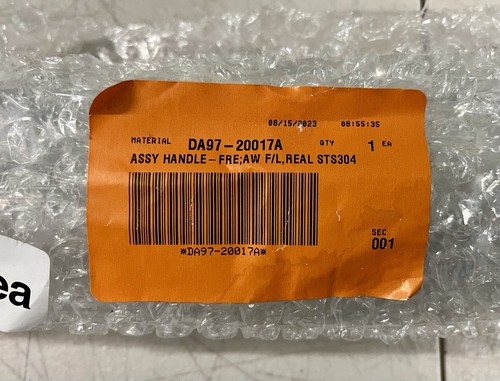 08/15/2023 08:55:35
MATERIAL DA97-20017A QTY 1 EA
ASSY HANDLE-FRE;AW F/L,REAL STS304
SEC
001
*DA97-20017A*
ea